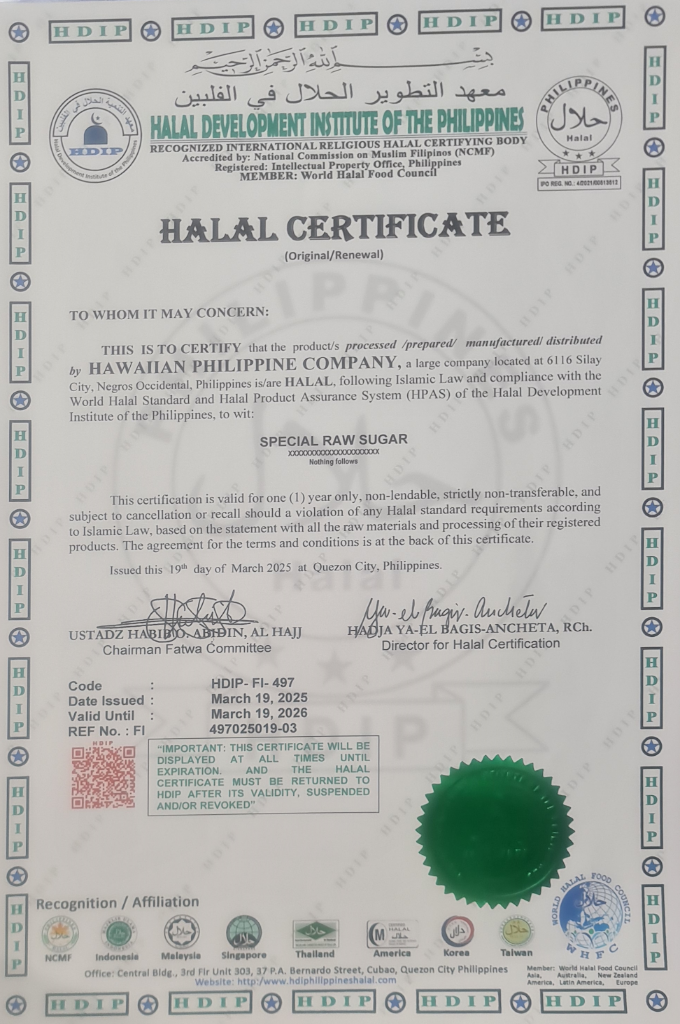 HDIP HDIP HDIP HDIP HDIP
بسم الله الرحمن الرحيم
معهد التطوير الحلال في الفلبين
HALAL DEVELOPMENT INSTITUTE OF THE PHILIPPINES
RECOGNIZED INTERNATIONAL RELIGIOUS HALAL CERTIFYING BODY
Accredited by: National Commission on Muslim Filipinos (NCMF)
Registered: Intellectual Property Office, Philippines
MEMBER: World Halal Food Council
HDIP
Halal Development Institute of the Philippines
PHILIPPINES
حلال
Halal
HDIP
HALAL CERTIFICATE
(Original/Renewal)
TO WHOM IT MAY CONCERN:
THIS IS TO CERTIFY that the product/s processed /prepared/ manufactured/ distributed
by HAWAIIAN PHILIPPINE COMPANY, a large company located at 6116 Silay
City, Negros Occidental, Philippines is/are HALAL, following Islamic Law and compliance with the
World Halal Standard and Halal Product Assurance System (HPAS) of the Halal Development
Institute of the Philippines, to wit:
SPECIAL RAW SUGAR
xxxxxxxxxxxxxxxxxxxxxx
Nothing follows
This certification is valid for one (1) year only, non-lendable, strictly non-transferable, and
subject to cancellation or recall should a violation of any Halal standard requirements according
to Islamic Law, based on the statement with all the raw materials and processing of their registered
products. The agreement for the terms and conditions is at the back of this certificate.
Issued this 19th day of March 2025 at Quezon City, Philippines.
Ya-el Bagis-Ancheta
USTADZ HABIB O. ABIDIN, AL HAJJ
HADJA YA-EL BAGIS-ANCHETA, RCh.
Chairman Fatwa Committee
Director for Halal Certification
Code : HDIP- FI- 497
Date Issued : March 19, 2025
Valid Until : March 19, 2026
REF No. : FI 497025019-03
HDIP
"IMPORTANT: THIS CERTIFICATE WILL BE
DISPLAYED AT ALL TIMES UNTIL
EXPIRATION. AND THE HALAL
CERTIFICATE MUST BE RETURNED TO
HDIP AFTER ITS VALIDITY, SUSPENDED
AND/OR REVOKED"
Recognition / Affiliation
NCMF Indonesia Malaysia Singapore Thailand America Korea Taiwan
WORLD HALAL FOOD COUNCIL
WHFC
Office: Central Bldg., 3rd Flr Unit 303, 37 P.A. Bernardo Street, Cubao, Quezon City Philippines
Website: http:/www.hdiphilippineshalal.com
Member: World Halal Food Council
Asia, Australia, New Zealand
America, Latin America, Europe
HDIP HDIP HDIP HDIP HDIP